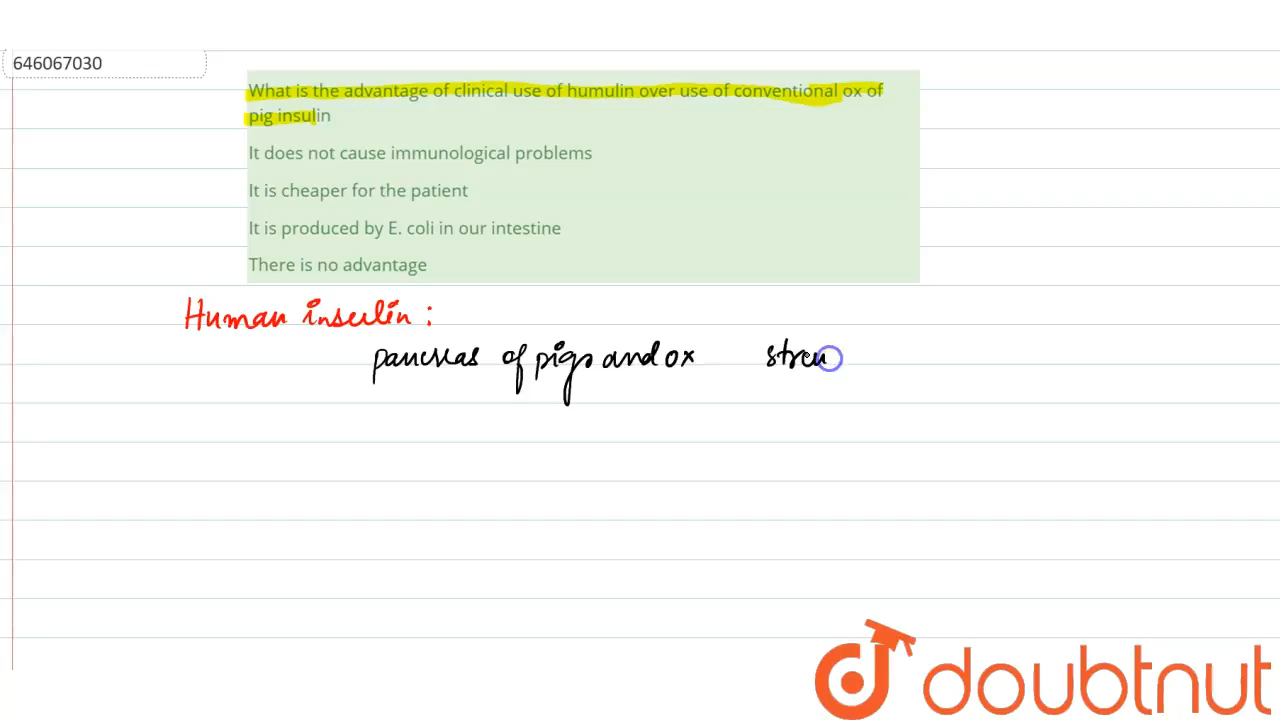 646067030
What is the advantage of clinical use of humulin over use of conventional ox of
pig insulin
It does not cause immunological problems
It is cheaper for the patient
It is produced by E. coli in our intestine
There is no advantage
Human insulin :
pancreas of pigs and ox streu
doubtnut